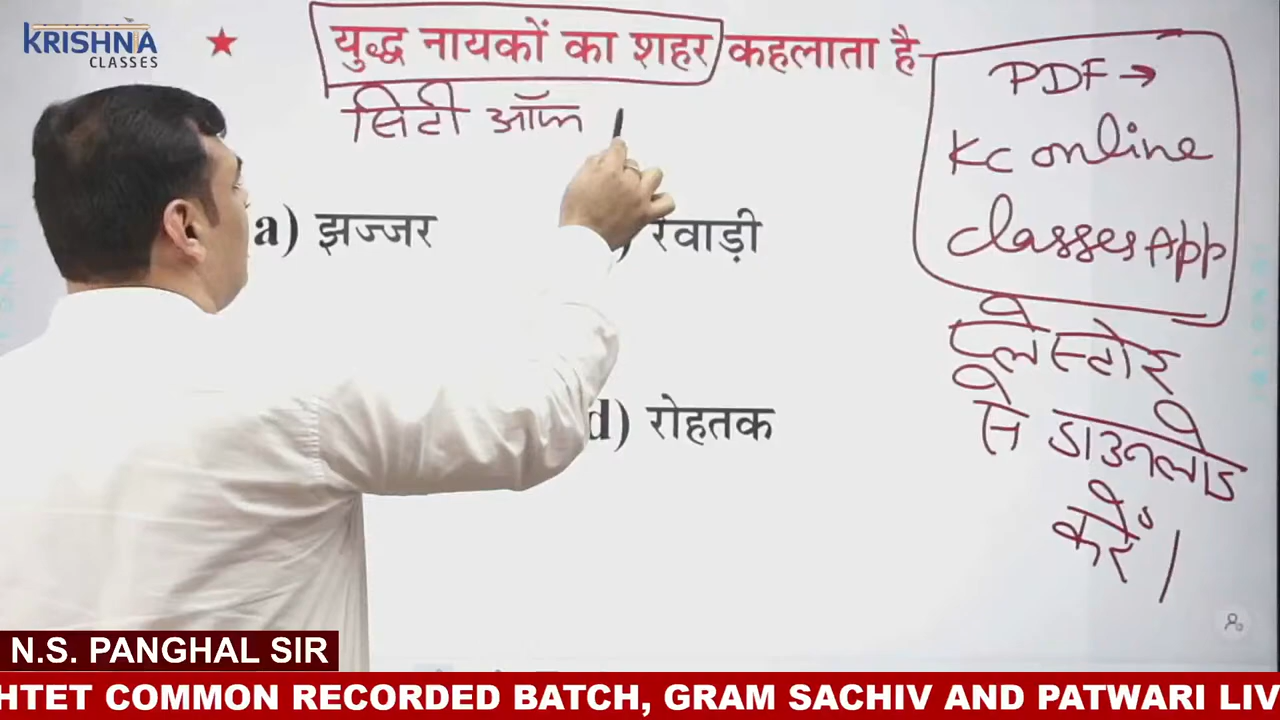 KRISHNA
CLASSES
युद्ध नायकों का शहर कहलाता है-
सिटी ऑफ
a) झज्जर
) रेवाड़ी
d) रोहतक
PDF →
KC online
classes App
प्लेस्टोर
से डाउनलोड
करें।
N.S. PANGHAL SIR
HTET COMMON RECORDED BATCH, GRAM SACHIV AND PATWARI LIV